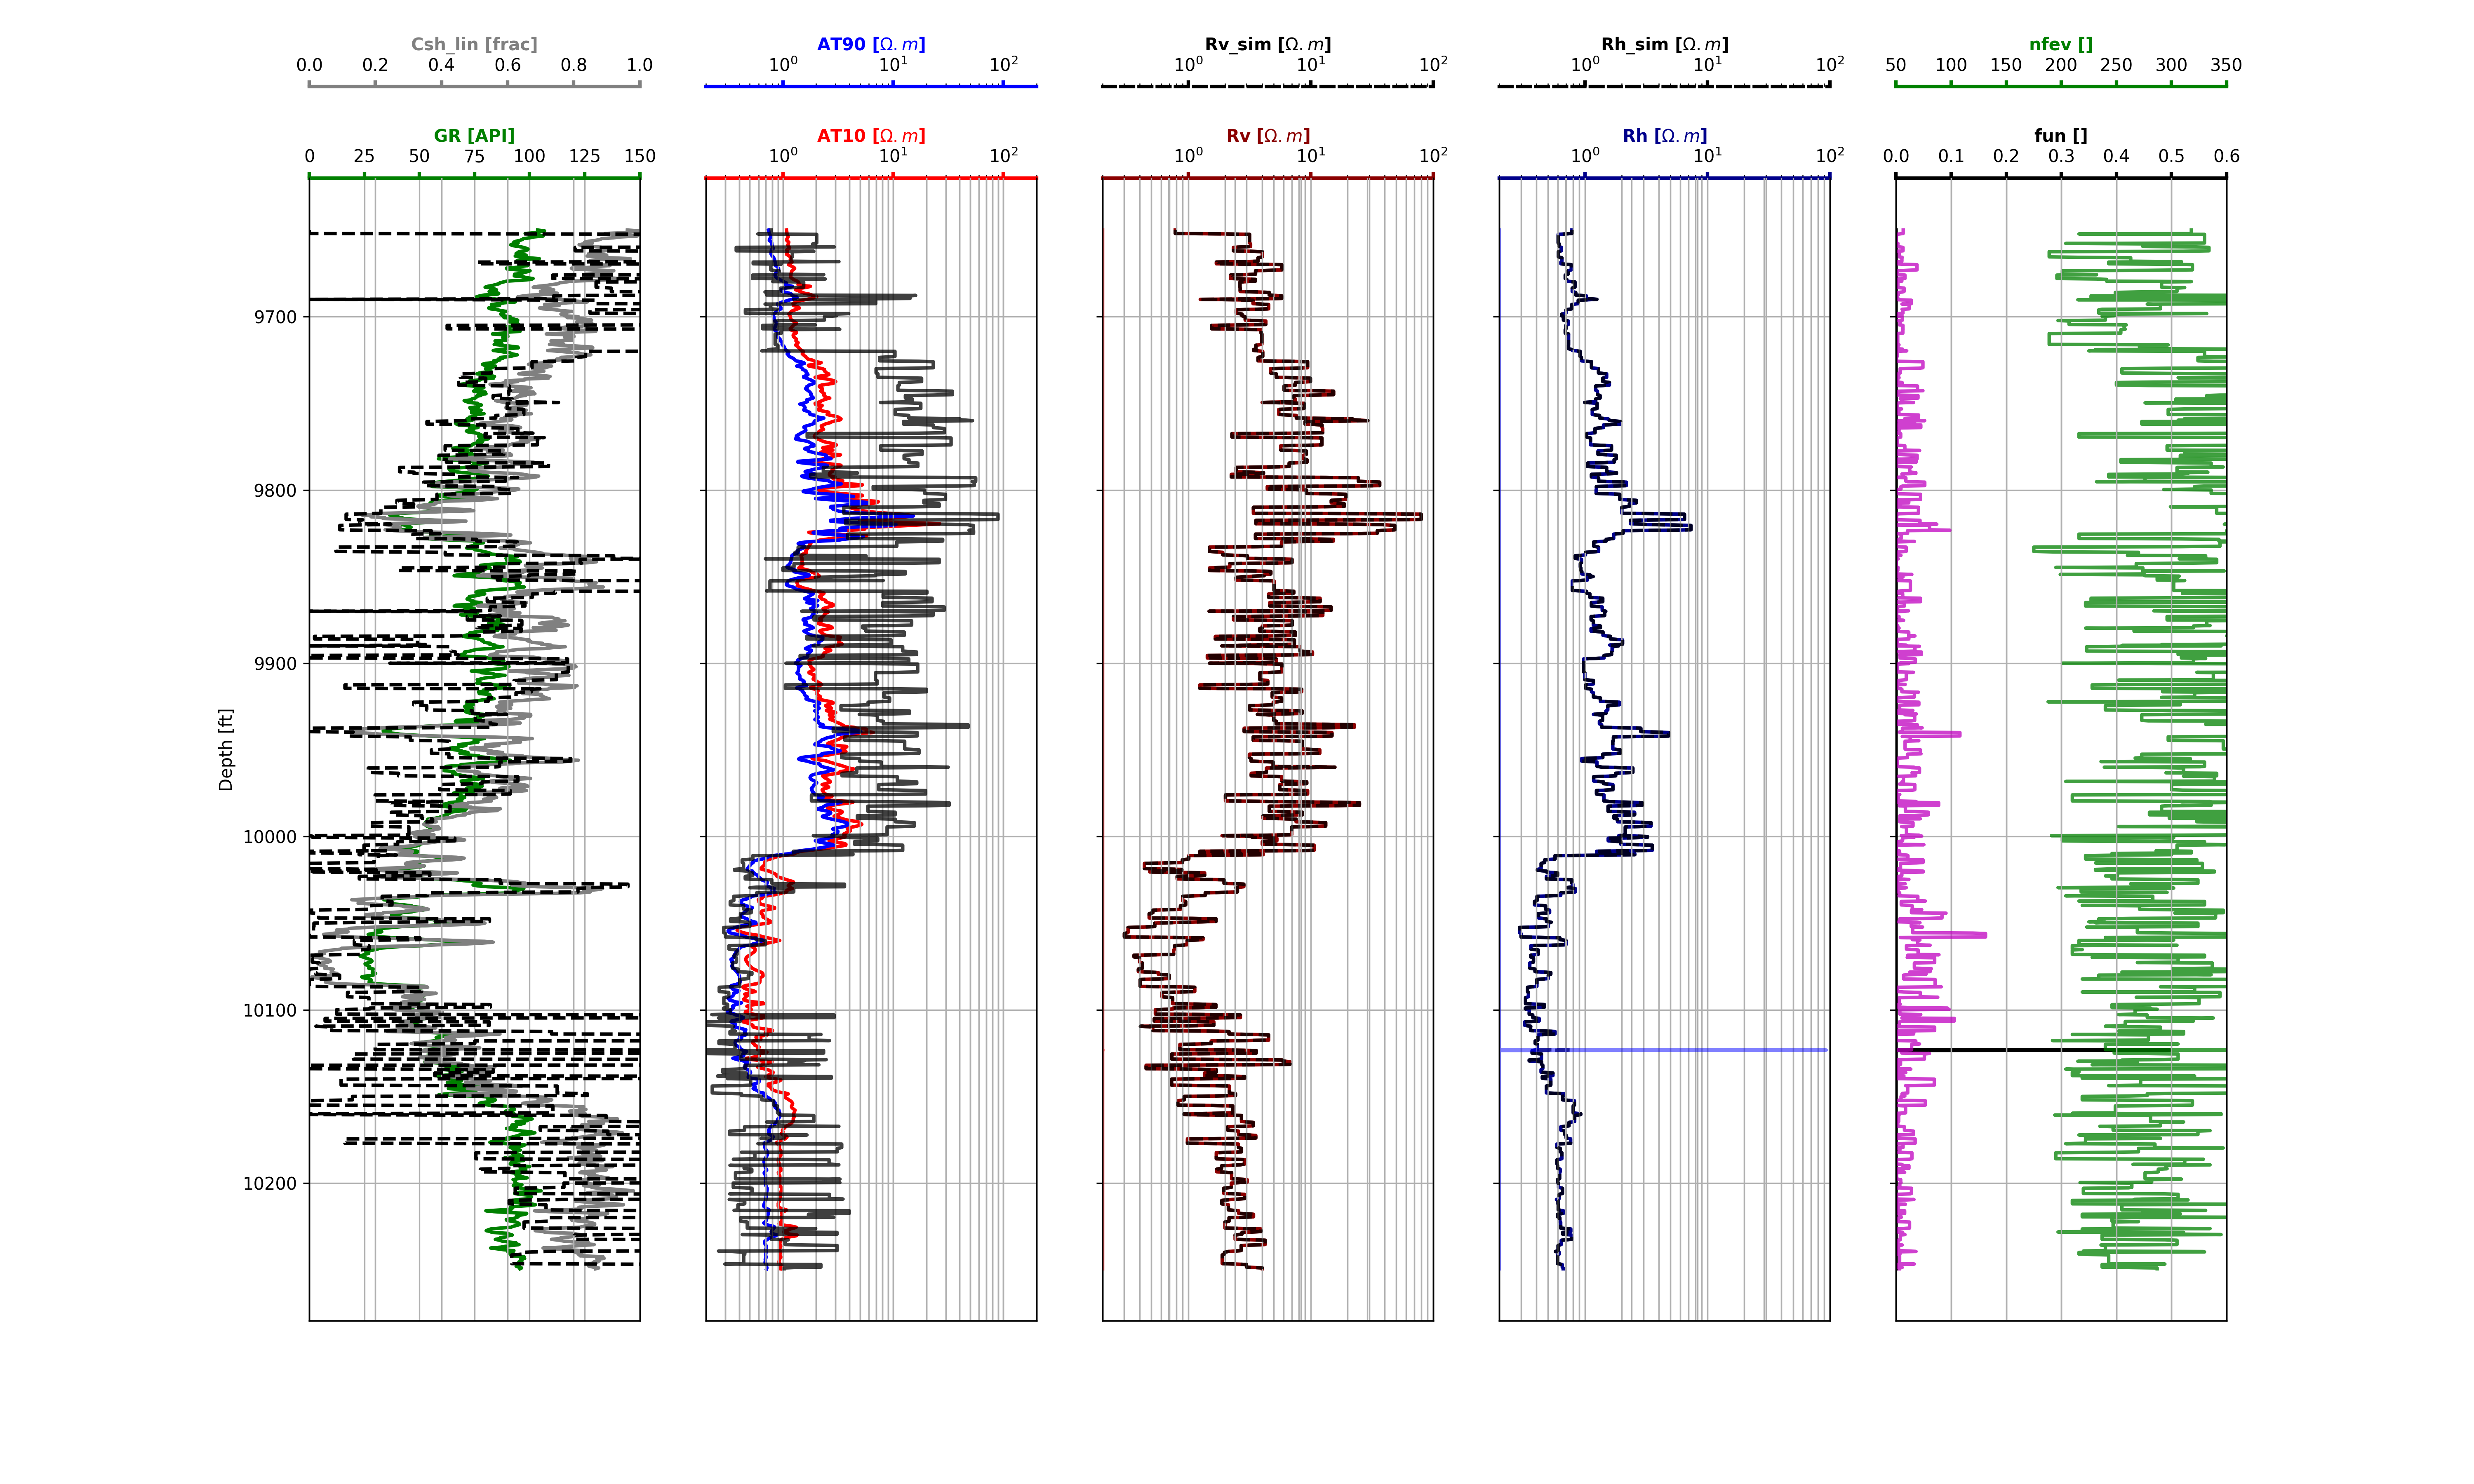 Csh_lin [frac] AT90 [Ω.m] Rv_sim [Ω.m] Rh_sim [Ω.m] nfev []
0.0 0.2 0.4 0.6 0.8 1.0 10⁰ 10¹ 10² 10⁰ 10¹ 10² 10⁰ 10¹ 10² 50 100 150 200 250 300 350
GR [API] AT10 [Ω.m] Rv [Ω.m] Rh [Ω.m] fun []
0 25 50 75 100 125 150 10⁰ 10¹ 10² 10⁰ 10¹ 10² 10⁰ 10¹ 10² 0.0 0.1 0.2 0.3 0.4 0.5 0.6
9700
9800
9900
Depth [ft]
10000
10100
10200